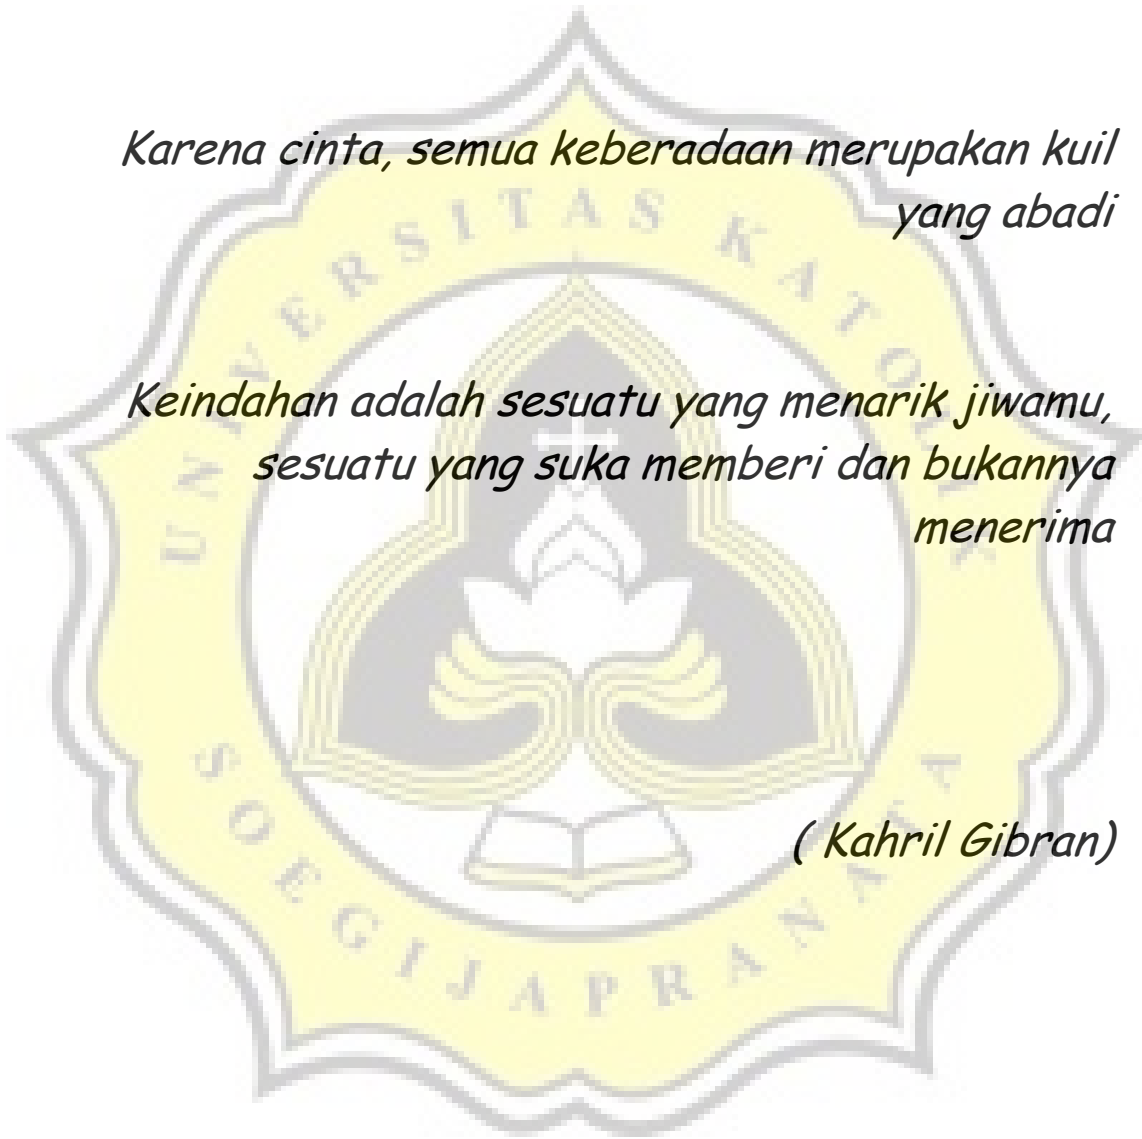 Karena cinta, semua keberadaan merupakan kuil
yang abadi
Keindahan adalah sesuatu yang menarik jiwamu,
sesuatu yang suka memberi dan bukannya
menerima
( Kahril Gibran)
UNIVERSITAS KATOLIK
SOEGIJAPRANATA